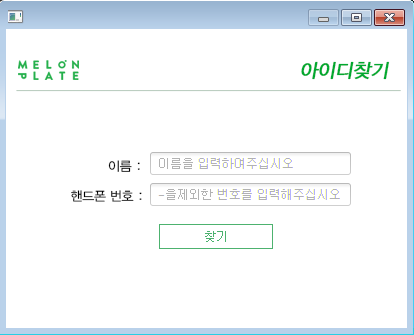 MELON
PLATE
아이디찾기
이름 :
이름을 입력하여주십시오
핸드폰 번호 :
-을제외한 번호를 입력해주십시오
찾기